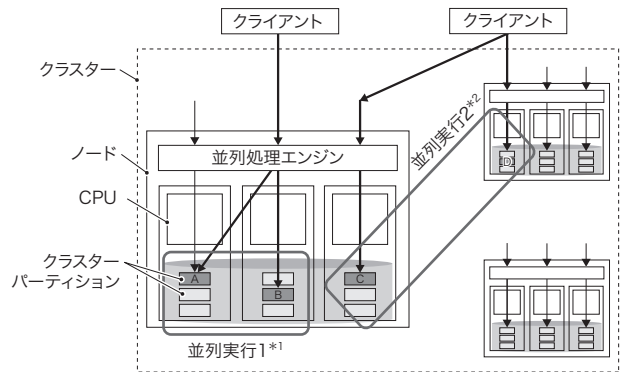 クライアント
クライアント
クラスター
並列実行2*2
ノード
並列処理エンジン
D
CPU
クラスター
パーティション
A
B
C
並列実行1*1